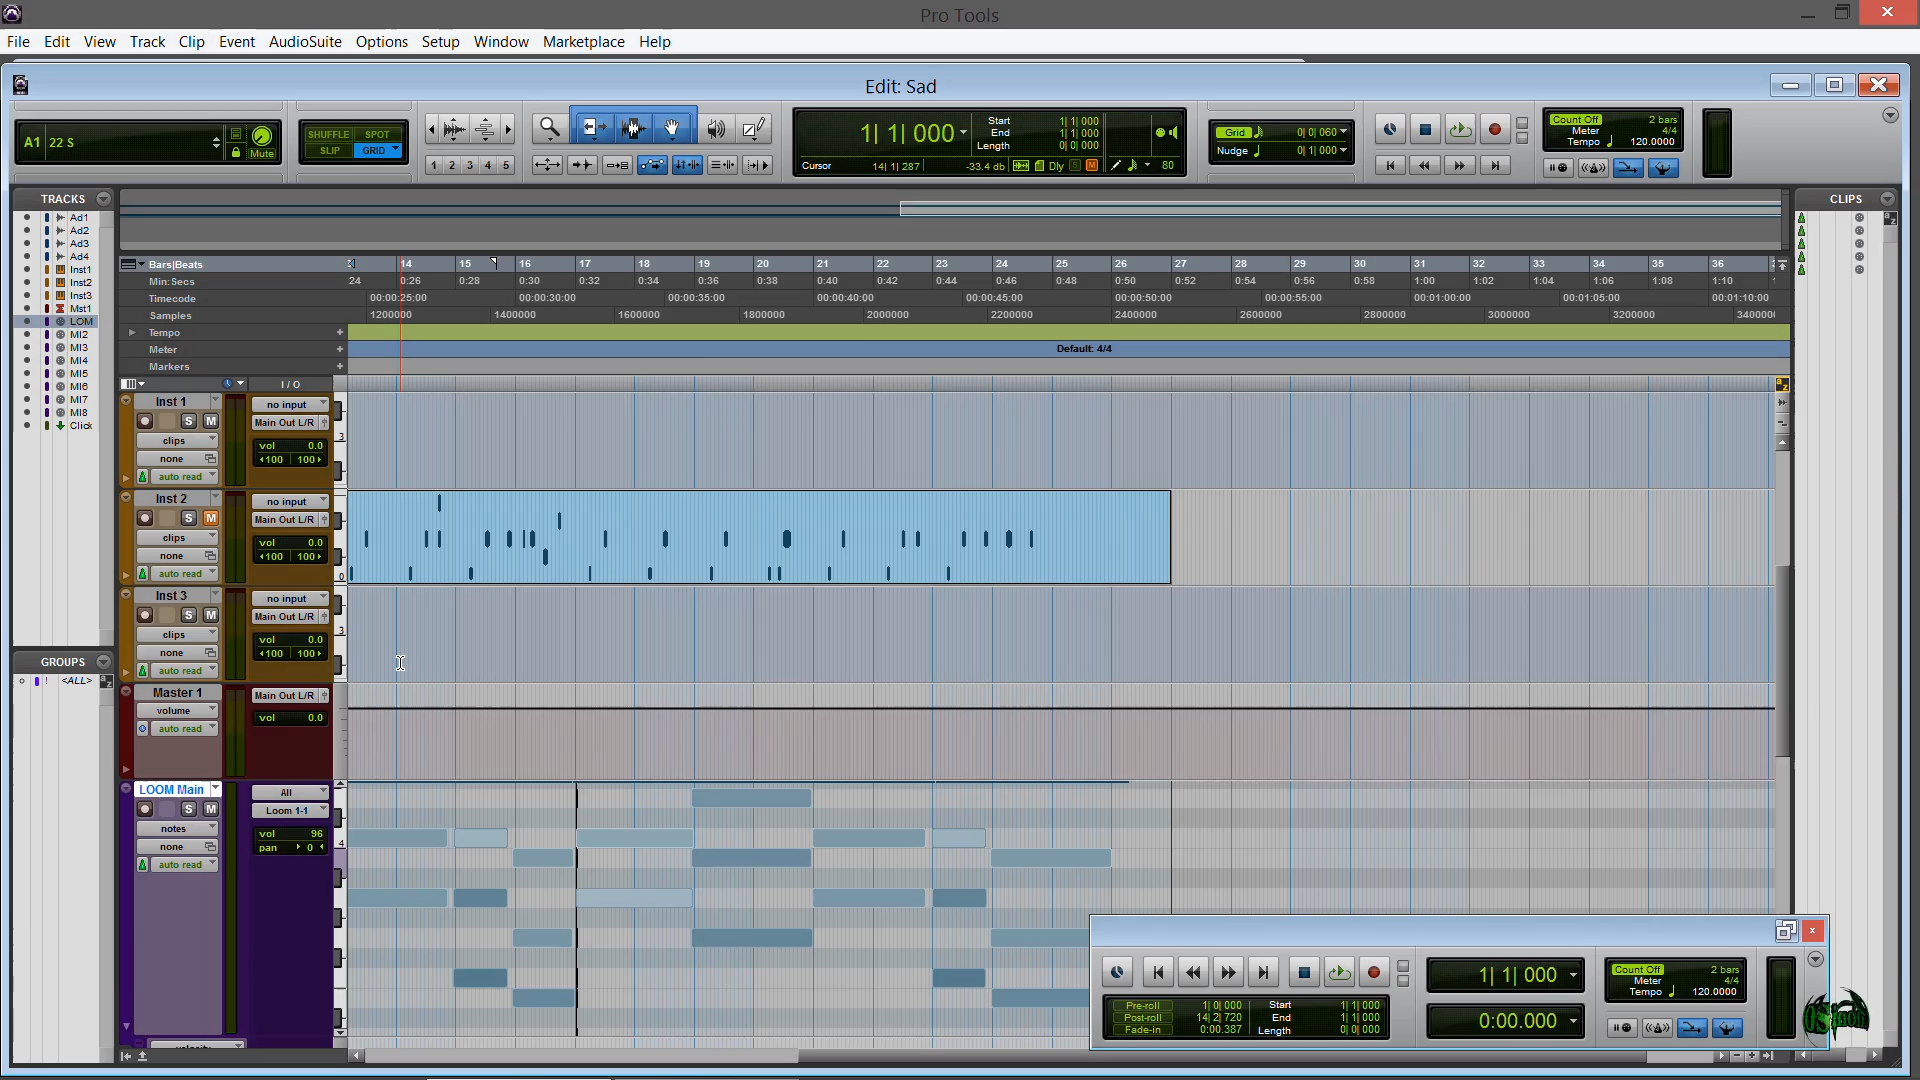 Pro Tools
File Edit View Track Clip Event AudioSuite Options Setup Window Marketplace Help
Edit: Sad
A1 22 S
Mute
SHUFFLE SPOT
SLIP GRID
1 2 3 4 5
1| 1| 000
Start 1| 1| 000
End 1| 1| 000
Length 0| 0| 000
Cursor 14| 1| 287 -33.4 db Dly S M 80
Grid 0| 0| 060
Nudge 0| 1| 000
Count Off 2 bars
Meter 4/4
Tempo 120.0000
TRACKS
Ad1
Ad2
Ad3
Ad4
Inst1
Inst2
Inst3
Mst1
LOM
MI2
MI3
MI4
MI5
MI6
MI7
MI8
Click
GROUPS
! <ALL>
CLIPS
Bars|Beats 14 15 16 17 18 19 20 21 22 23 24 25 26 27 28 29 30 31 32 33 34 35 36
Min:Secs 24 0:26 0:28 0:30 0:32 0:34 0:36 0:38 0:40 0:42 0:44 0:46 0:48 0:50 0:52 0:54 0:56 0:58 1:00 1:02 1:04 1:06 1:08 1:10
Timecode 00:00:25:00 00:00:30:00 00:00:35:00 00:00:40:00 00:00:45:00 00:00:50:00 00:00:55:00 00:01:00:00 00:01:05:00 00:01:10:00
Samples 1200000 1400000 1600000 1800000 2000000 2200000 2400000 2600000 2800000 3000000 3200000 3400000
Tempo
Meter Default: 4/4
Markers
I / O
Inst 1 no input
S M Main Out L/R
clips vol 0.0
none 100 100
auto read
3
Inst 2 no input
S M Main Out L/R
clips vol 0.0
none 100 100
auto read
0
Inst 3 no input
S M Main Out L/R
clips vol 0.0
none 100 100
auto read
3
Master 1 Main Out L/R
volume vol 0.0
auto read
LOOM Main All
S M Loom 1-1
notes vol 96
none pan 0
auto read
4
velocity
1| 1| 000
0:00.000
Pre-roll 1| 0| 000 Start 1| 1| 000
Post-roll 14| 2| 720 End 1| 1| 000
Fade-in 0:00.387 Length 0| 0| 000
Count Off 2 bars
Meter 4/4
Tempo 120.0000